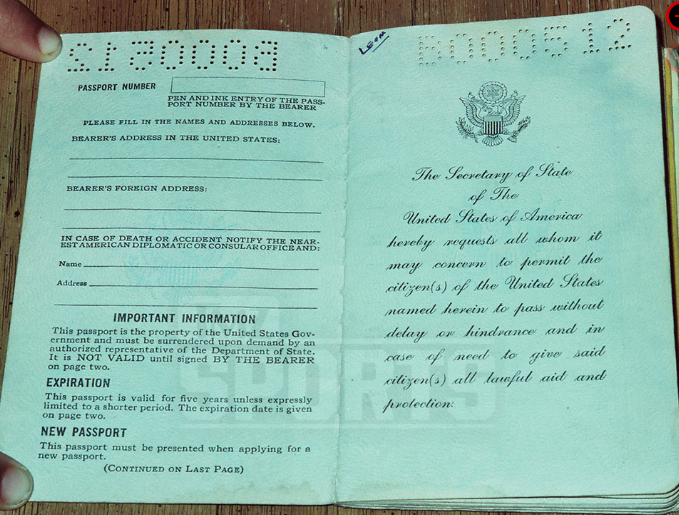 PASSPORT NUMBER
PEN AND INK ENTRY OF THE PASS-
PORT NUMBER BY THE BEARER
PLEASE FILL IN THE NAMES AND ADDRESSES BELOW.
BEARER'S ADDRESS IN THE UNITED STATES:
BEARER'S FOREIGN ADDRESS:
IN CASE OF DEATH OR ACCIDENT NOTIFY THE NEAR-
EST AMERICAN DIPLOMATIC OR CONSULAR OFFICE AND:
Name
Address
IMPORTANT INFORMATION
This passport is the property of the United States Gov-
ernment and must be surrendered upon demand by an
authorized representative of the Department of State.
It is NOT VALID until signed BY THE BEARER
on page two.
EXPIRATION
This passport is valid for five years unless expressly
limited to a shorter period. The expiration date is given
on page two.
NEW PASSPORT
This passport must be presented when applying for a
new passport.
(CONTINUED ON LAST PAGE)
SPORTS
B000512
The Secretary of State
of The
United States of America
hereby requests all whom it
may concern to permit the
citizen(s) of the United States
named herein to pass without
delay or hindrance and in
case of need to give said
citizen(s) all lawful aid and
protection.